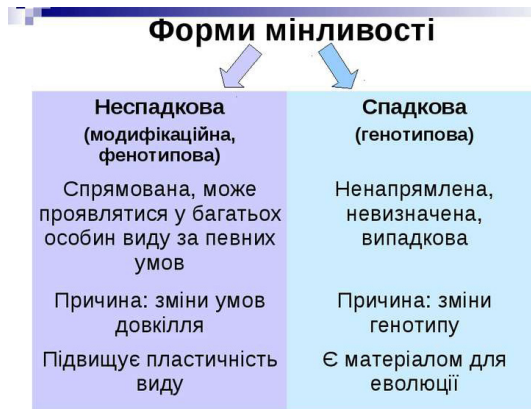 Форми мінливості
Неспадкова
(модифікаційна,
фенотипова)
Спрямована, може
проявлятися у багатьох
особин виду за певних
умов
Причина: зміни умов
довкілля
Підвищує пластичність
виду
Спадкова
(генотипова)
Ненапрямлена,
невизначена,
випадкова
Причина: зміни
генотипу
Є матеріалом для
еволюції